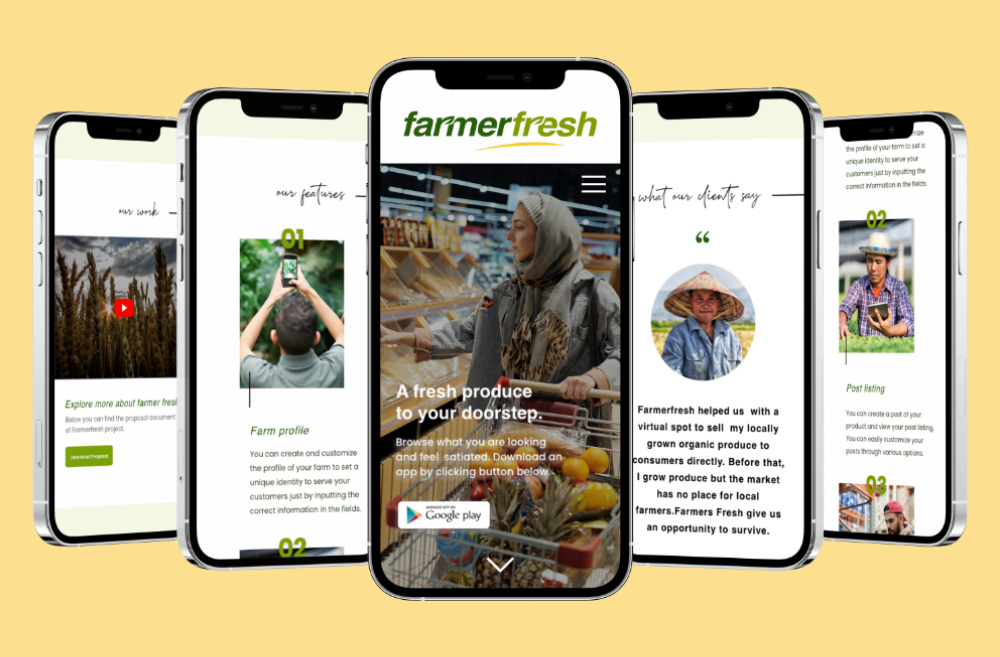 our work
Explore more about farmer fresh
Below you can find the proposal document
of Farmerfresh project.
Download Proposal
our features
01
Farm profile
You can create and customize
the profile of your farm to set a
unique identity to serve your
customers just by inputting the
correct information in the fields.
02
farmerfresh
A fresh produce
to your doorstep.
Browse what you are looking
and feel satiated. Download an
app by clicking button below.
Google play
what our clients say
“
Farmerfresh helped us with a
virtual spot to sell my locally
grown organic produce to
consumers directly. Before that,
I grow produce but the market
has no place for local
farmers.Farmers Fresh give us
an opportunity to survive.
the profile of your farm to set a
unique identity to serve your
customers just by inputting the
correct information in the fields.
02
Post listing
You can create a post of your
product and view your post listing.
You can easily customize your
posts through various options.
03